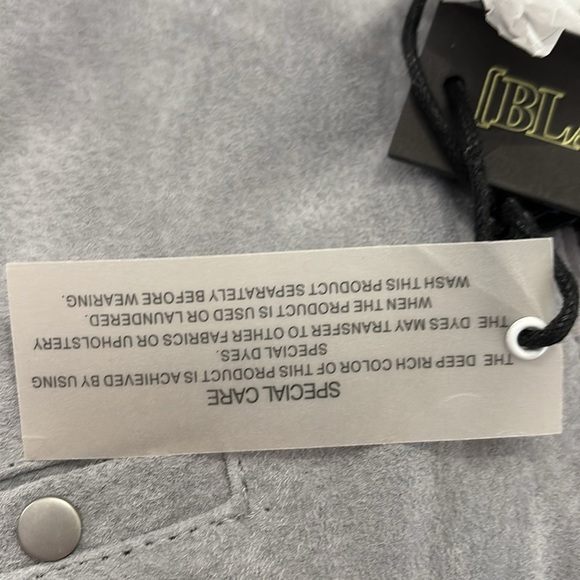 SPECIAL CARE
THE DEEP RICH COLOR OF THIS PRODUCT IS ACHIEVED BY USING
SPECIAL DYES.
THE DYES MAY TRANSFER TO OTHER FABRICS OR UPHOLSTERY
WHEN THE PRODUCT IS USED OR LAUNDERED.
WASH THIS PRODUCT SEPARATELY BEFORE WEARING.
[BL